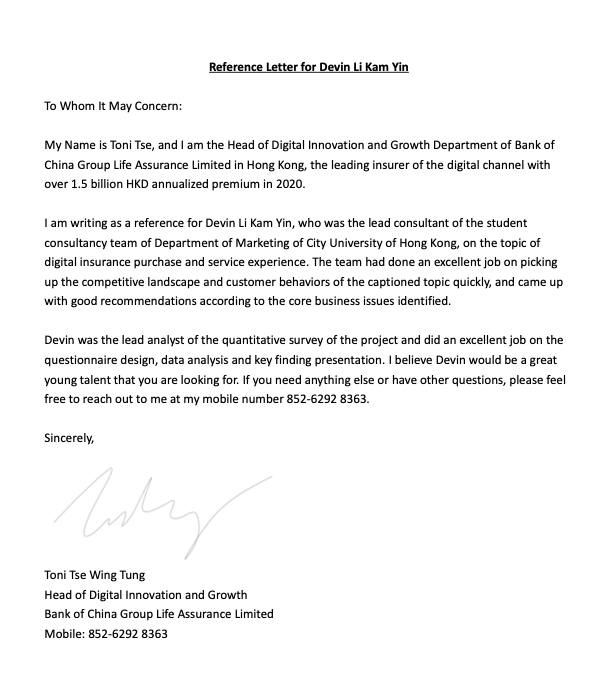 Reference Letter for Devin Li Kam Yin
To Whom It May Concern:
My Name is Toni Tse, and I am the Head of Digital Innovation and Growth Department of Bank of
China Group Life Assurance Limited in Hong Kong, the leading insurer of the digital channel with
over 1.5 billion HKD annualized premium in 2020.
I am writing as a reference for Devin Li Kam Yin, who was the lead consultant of the student
consultancy team of Department of Marketing of City University of Hong Kong, on the topic of
digital insurance purchase and service experience. The team had done an excellent job on picking
up the competitive landscape and customer behaviors of the captioned topic quickly, and came up
with good recommendations according to the core business issues identified.
Devin was the lead analyst of the quantitative survey of the project and did an excellent job on the
questionnaire design, data analysis and key finding presentation. I believe Devin would be a great
young talent that you are looking for. If you need anything else or have other questions, please feel
free to reach out to me at my mobile number 852-6292 8363.
Sincerely,
Toni Tse Wing Tung
Head of Digital Innovation and Growth
Bank of China Group Life Assurance Limited
Mobile: 852-6292 8363